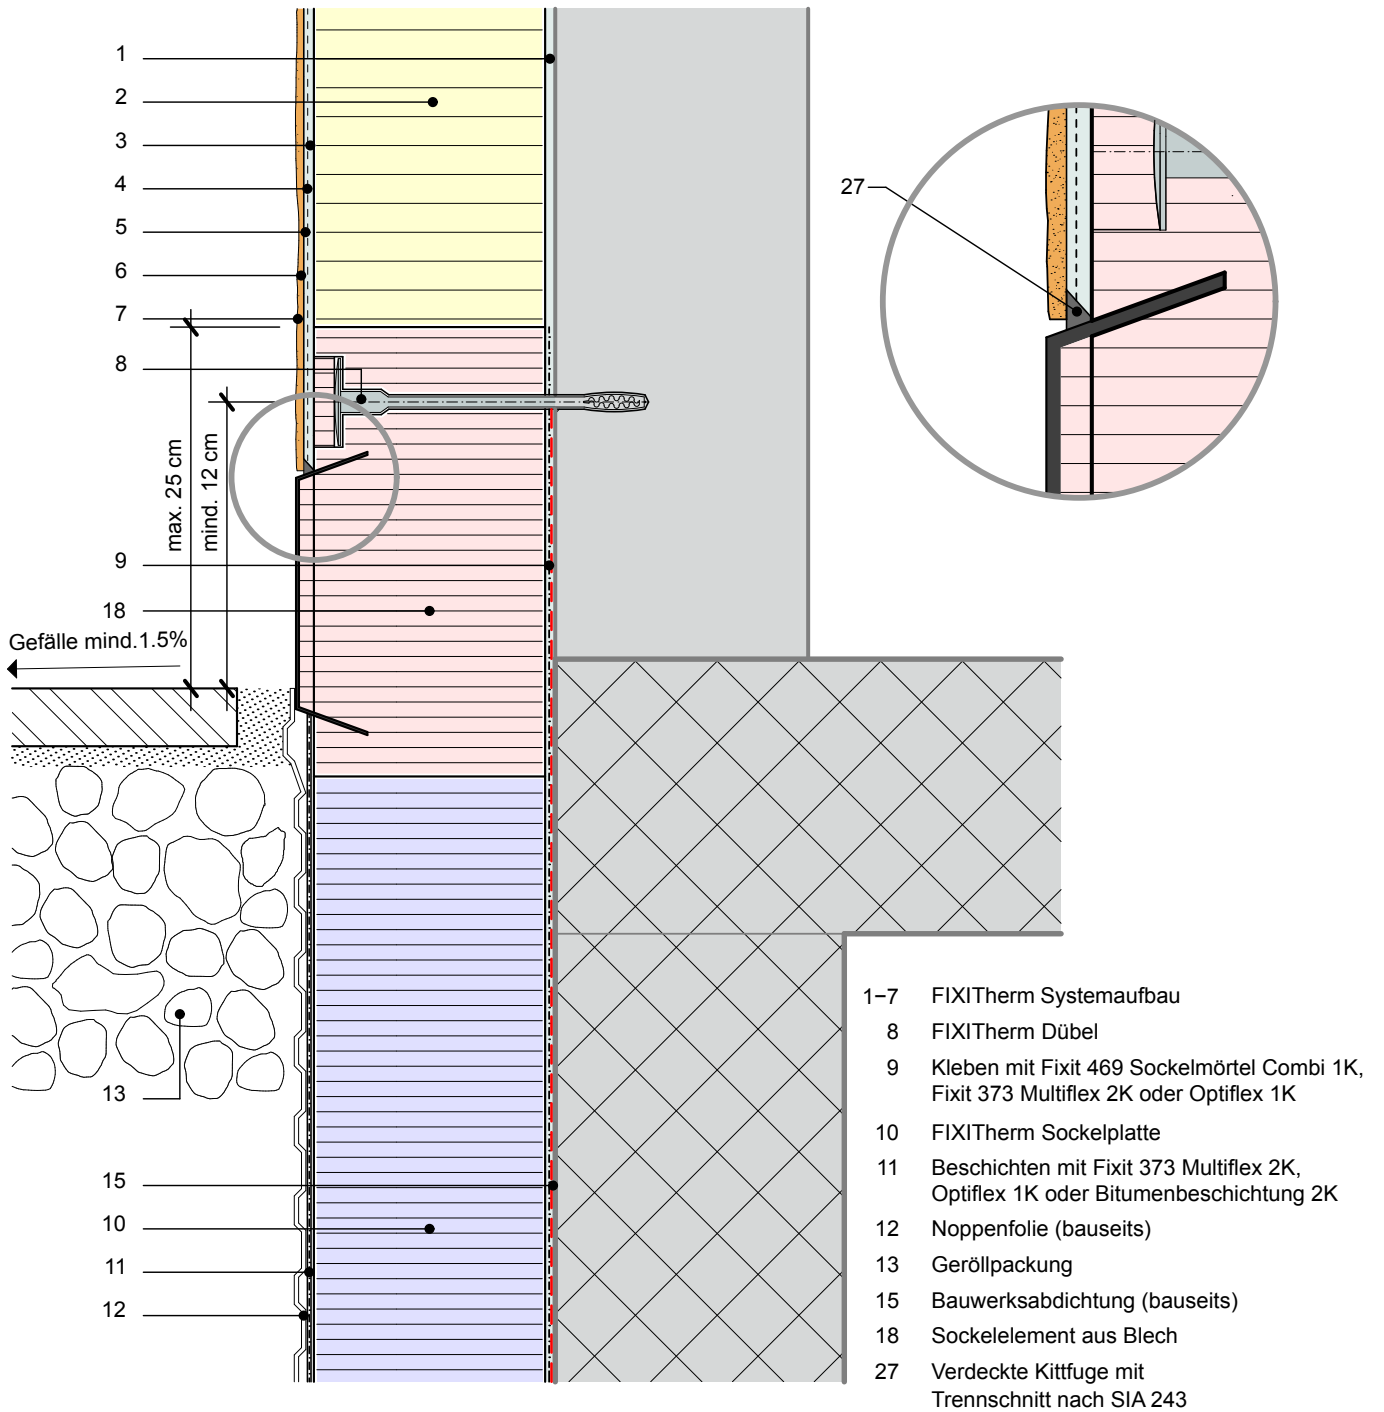 1
2
3
4
5
6
7
8
max. 25 cm
mind. 12 cm
9
18
Gefälle mind.1.5%
13
15
10
11
12
27
1–7 FIXITherm Systemaufbau
8 FIXITherm Dübel
9 Kleben mit Fixit 469 Sockelmörtel Combi 1K,
Fixit 373 Multiflex 2K oder Optiflex 1K
10 FIXITherm Sockelplatte
11 Beschichten mit Fixit 373 Multiflex 2K,
Optiflex 1K oder Bitumenbeschichtung 2K
12 Noppenfolie (bauseits)
13 Geröllpackung
15 Bauwerksabdichtung (bauseits)
18 Sockelelement aus Blech
27 Verdeckte Kittfuge mit
Trennschnitt nach SIA 243